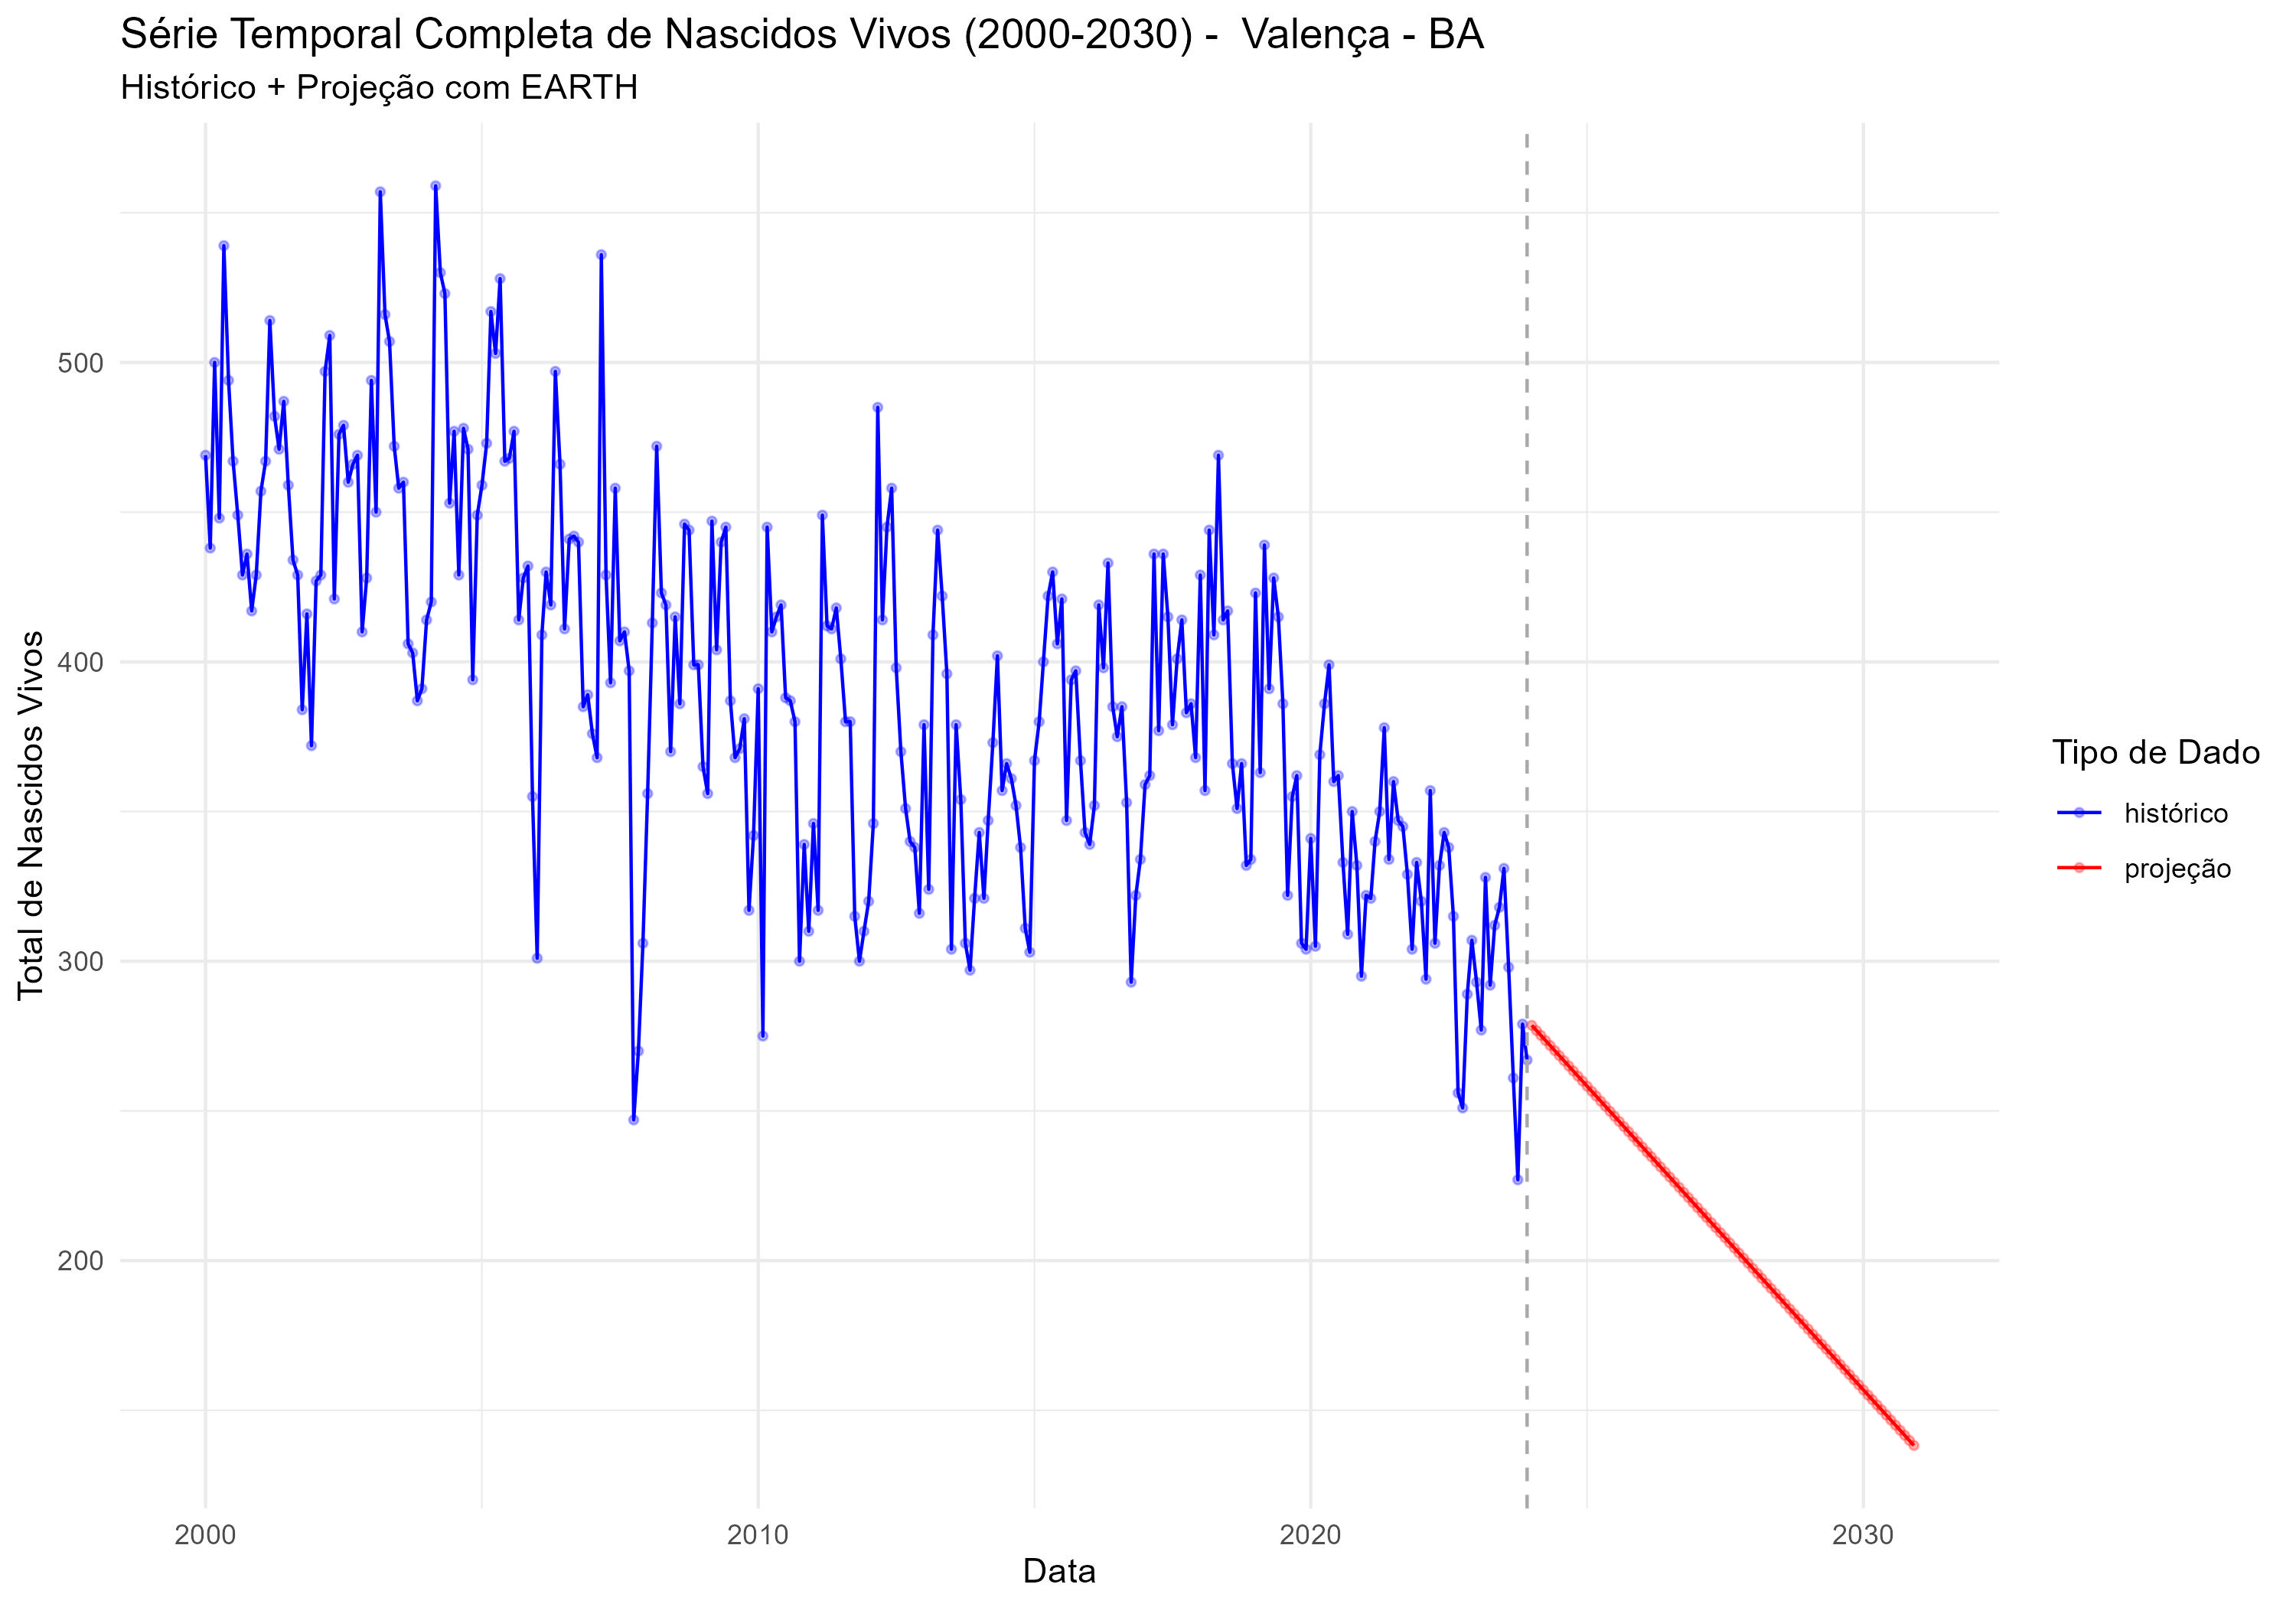 Série Temporal Completa de Nascidos Vivos (2000-2030) -  Valença - BA
Histórico + Projeção com EARTH
Total de Nascidos Vivos
500
400
300
200
2000
2010
2020
2030
Data
Tipo de Dado
histórico
projeção